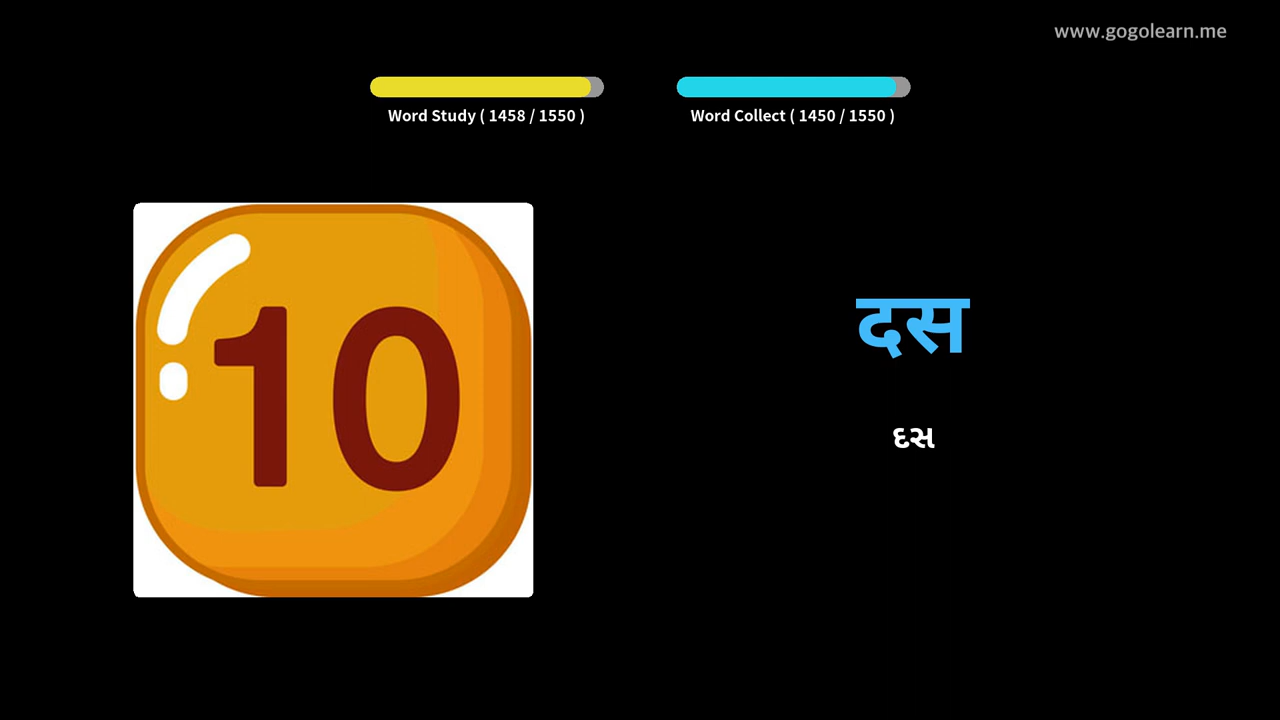 www.gogolearn.me
Word Study ( 1458 / 1550 )
Word Collect ( 1450 / 1550 )
10
दस
દસ